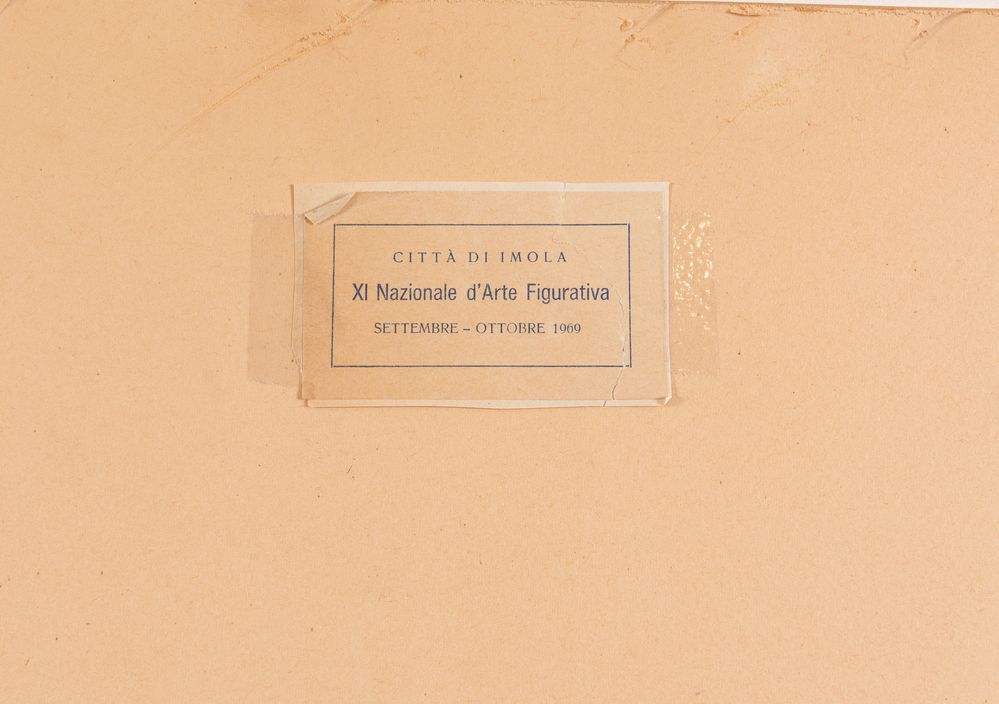 CITTÀ DI IMOLA
XI Nazionale d'Arte Figurativa
SETTEMBRE – OTTOBRE 1969